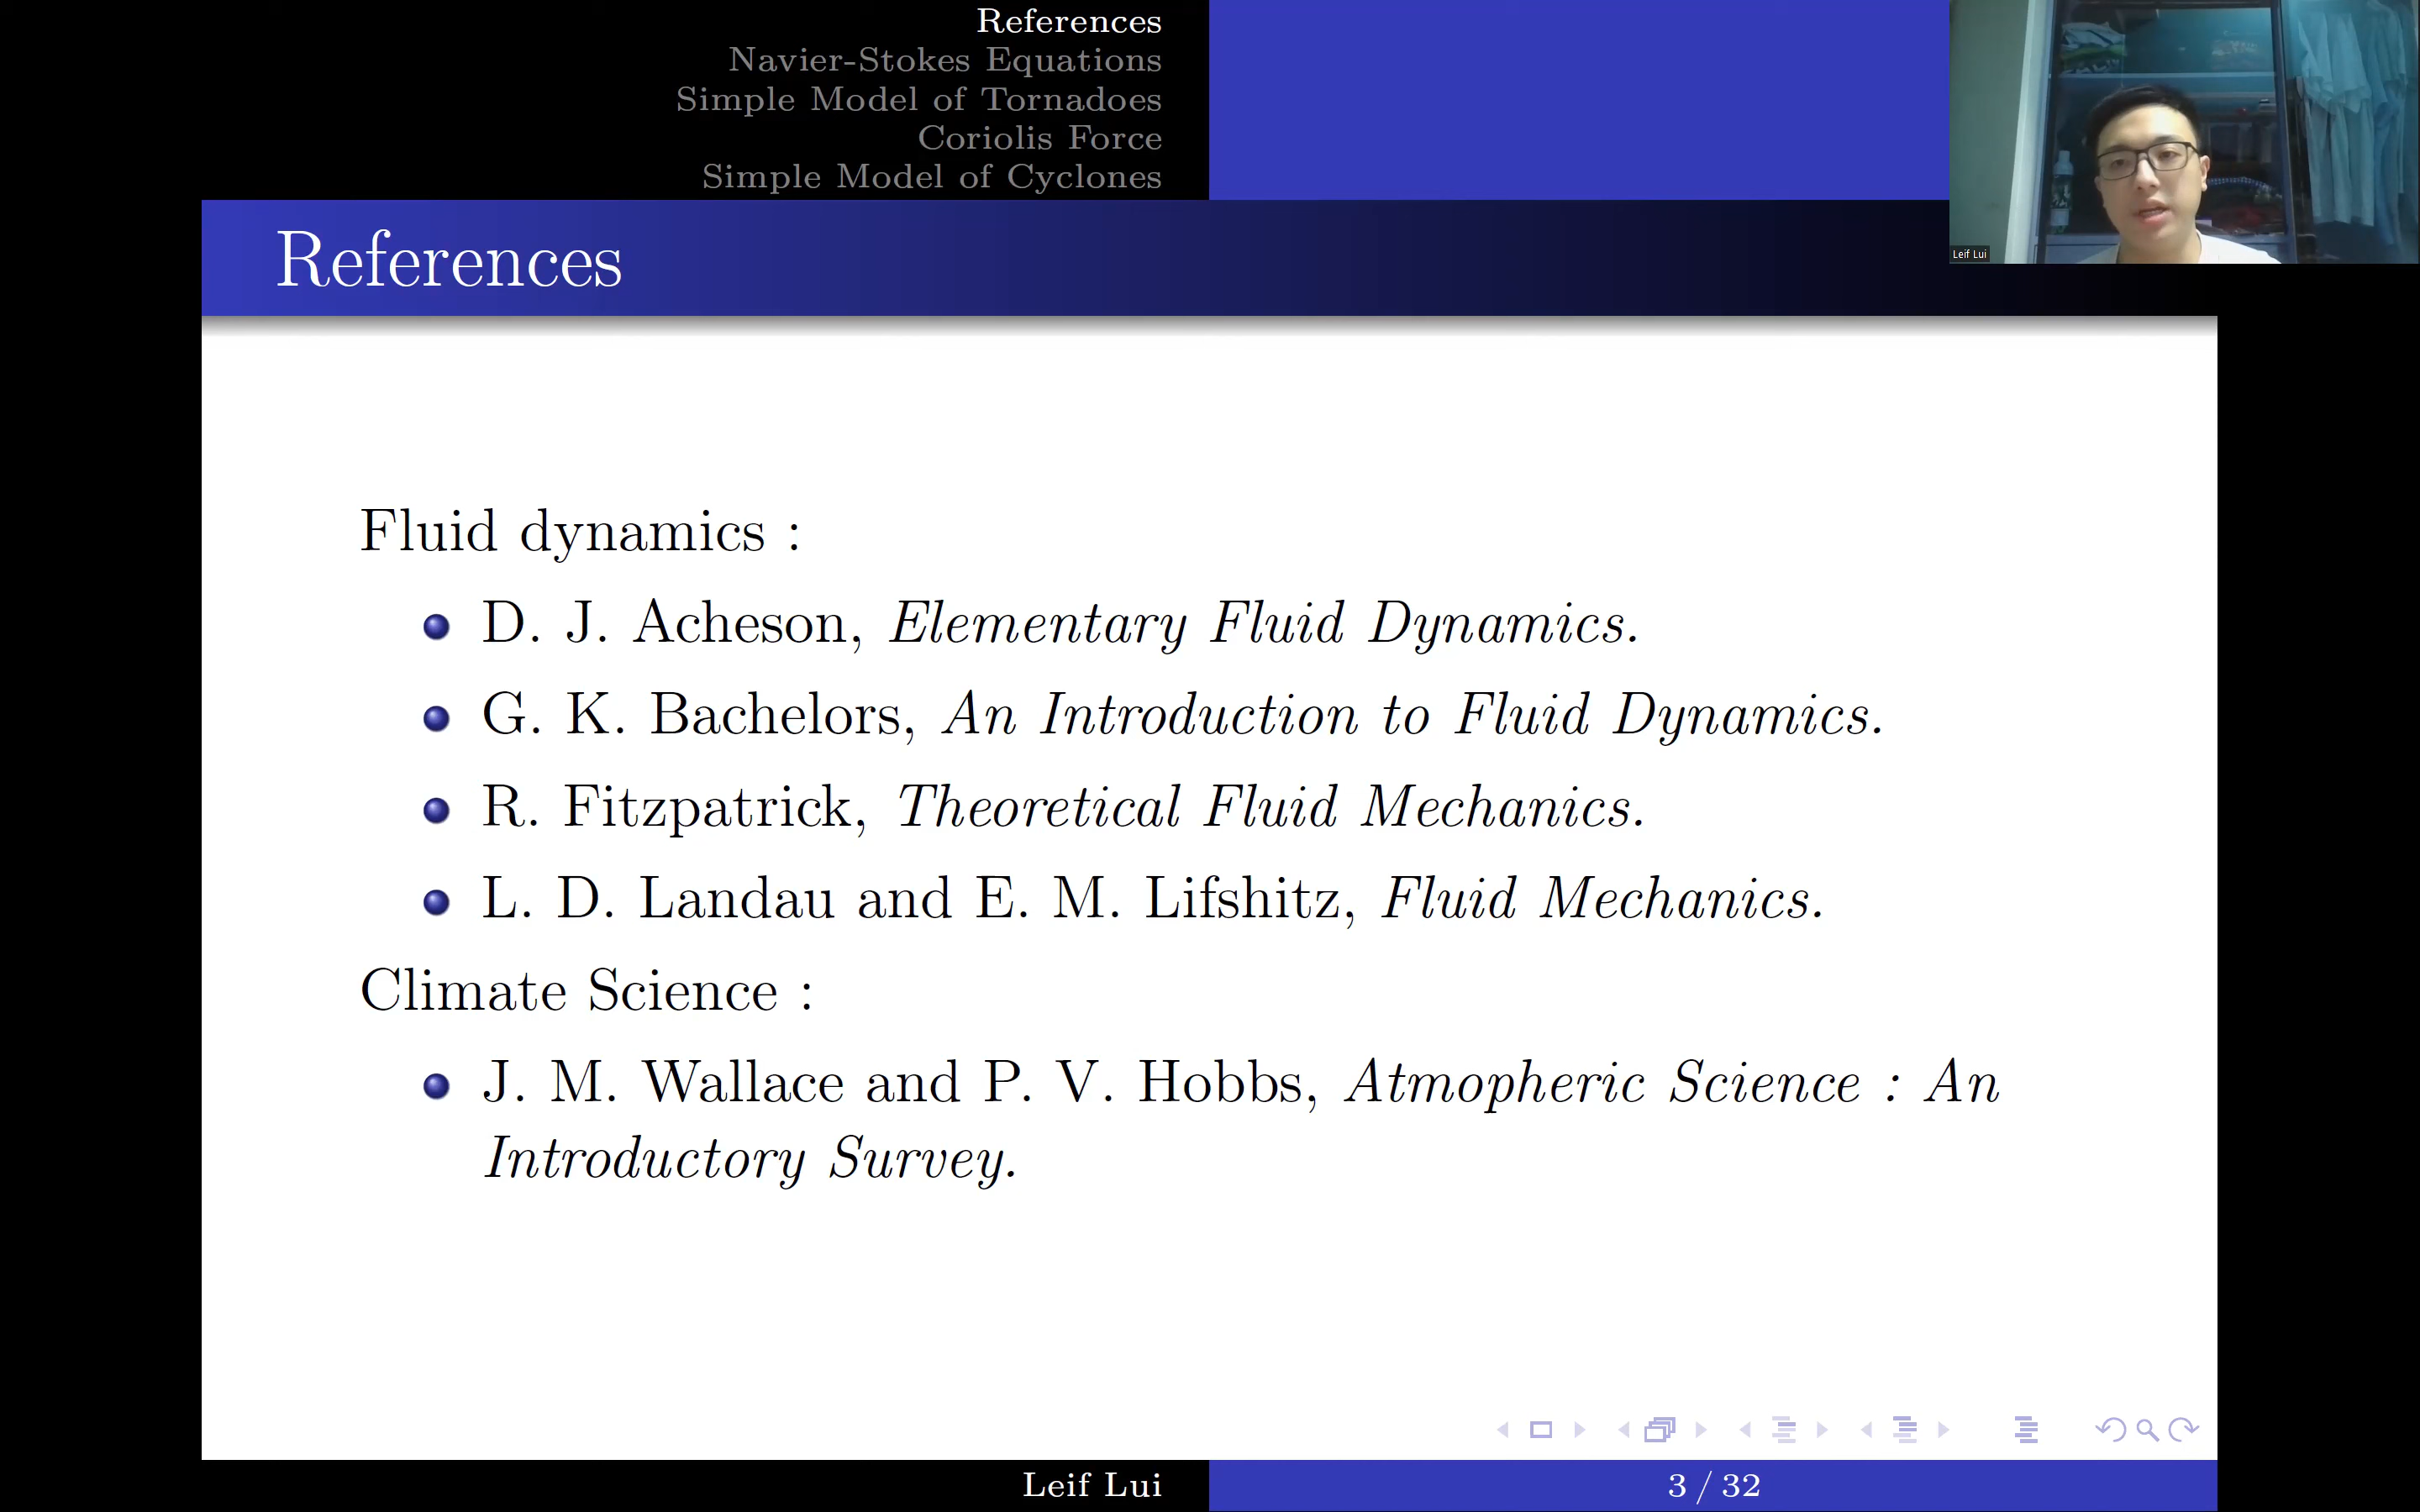 References
Navier-Stokes Equations
Simple Model of Tornadoes
Coriolis Force
Simple Model of Cyclones
References
Leif Lui
Fluid dynamics :
D. J. Acheson, Elementary Fluid Dynamics.
G. K. Bachelors, An Introduction to Fluid Dynamics.
R. Fitzpatrick, Theoretical Fluid Mechanics.
L. D. Landau and E. M. Lifshitz, Fluid Mechanics.
Climate Science :
J. M. Wallace and P. V. Hobbs, Atmopheric Science : An
Introductory Survey.
Leif Lui
3 / 32